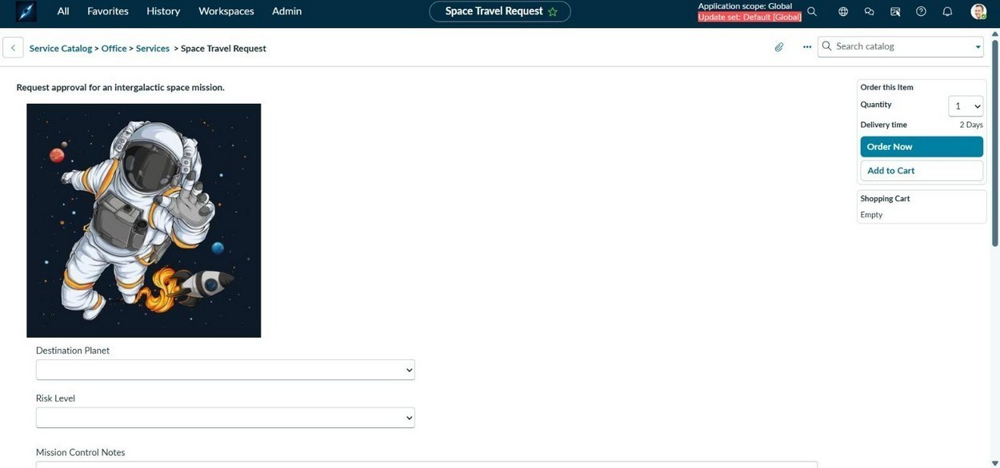 All Favorites History Workspaces Admin
Space Travel Request
Application scope: Global
Update set: Default [Global]
Service Catalog > Office > Services > Space Travel Request
Search catalog
Request approval for an intergalactic space mission.
Order this Item
Quantity 1
Delivery time 2 Days
Order Now
Add to Cart
Shopping Cart
Empty
Destination Planet
Risk Level
Mission Control Notes